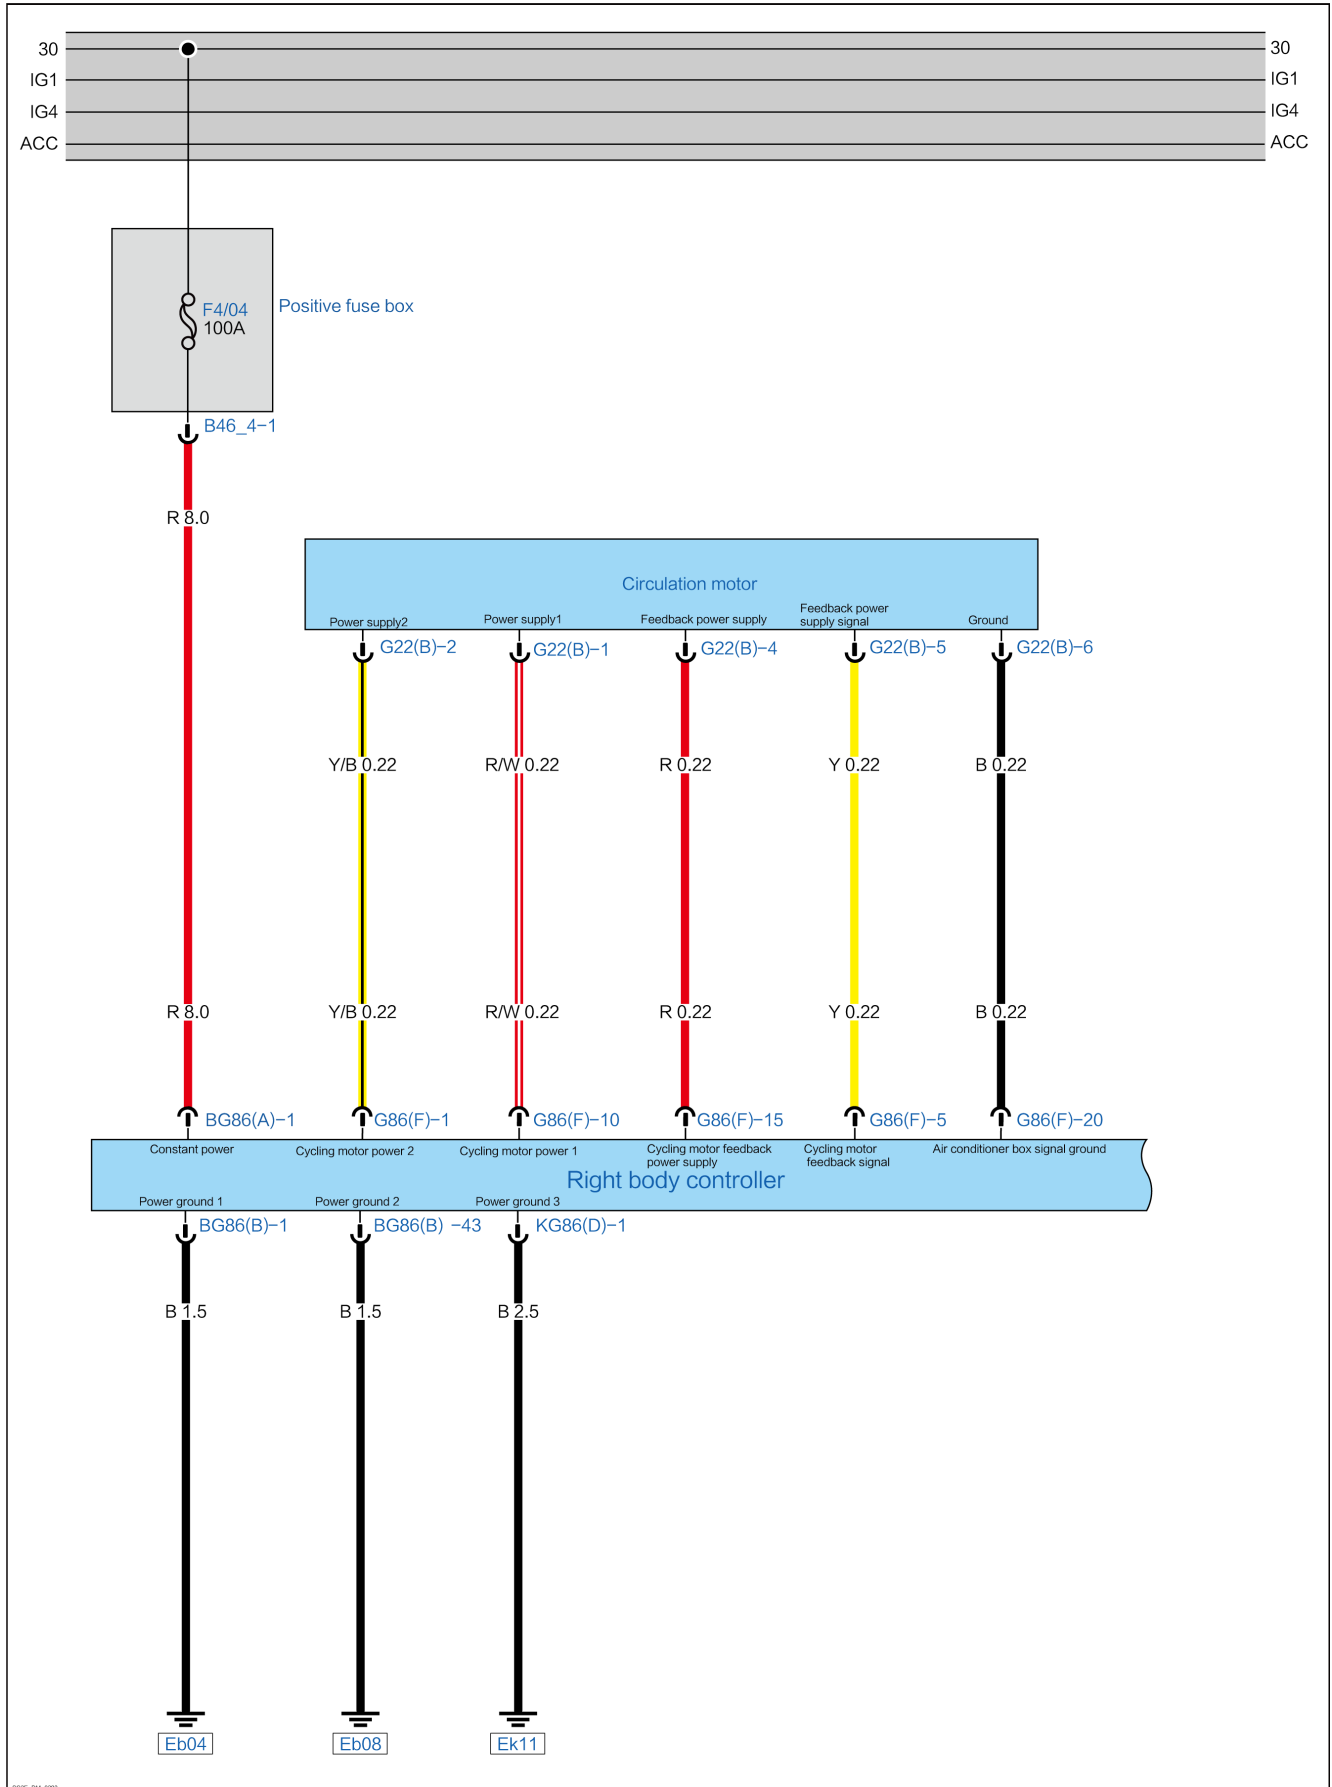 30 30
IG1 IG1
IG4 IG4
ACC ACC
F4/04
100A
Positive fuse box
B46_4-1
R 8.0
Circulation motor
Power supply2
Power supply1
Feedback power supply
Feedback power
supply signal
Ground
G22(B)-2
G22(B)-1
G22(B)-4
G22(B)-5
G22(B)-6
Y/B 0.22
R/W 0.22
R 0.22
Y 0.22
B 0.22
R 8.0
Y/B 0.22
R/W 0.22
R 0.22
Y 0.22
B 0.22
BG86(A)-1
G86(F)-1
G86(F)-10
G86(F)-15
G86(F)-5
G86(F)-20
Constant power
Cycling motor power 2
Cycling motor power 1
Cycling motor feedback
power supply
Cycling motor
feedback signal
Air conditioner box signal ground
Right body controller
Power ground 1
Power ground 2
Power ground 3
BG86(B)-1
BG86(B) -43
KG86(D)-1
B 1.5
B 1.5
B 2.5
Eb04
Eb08
Ek11